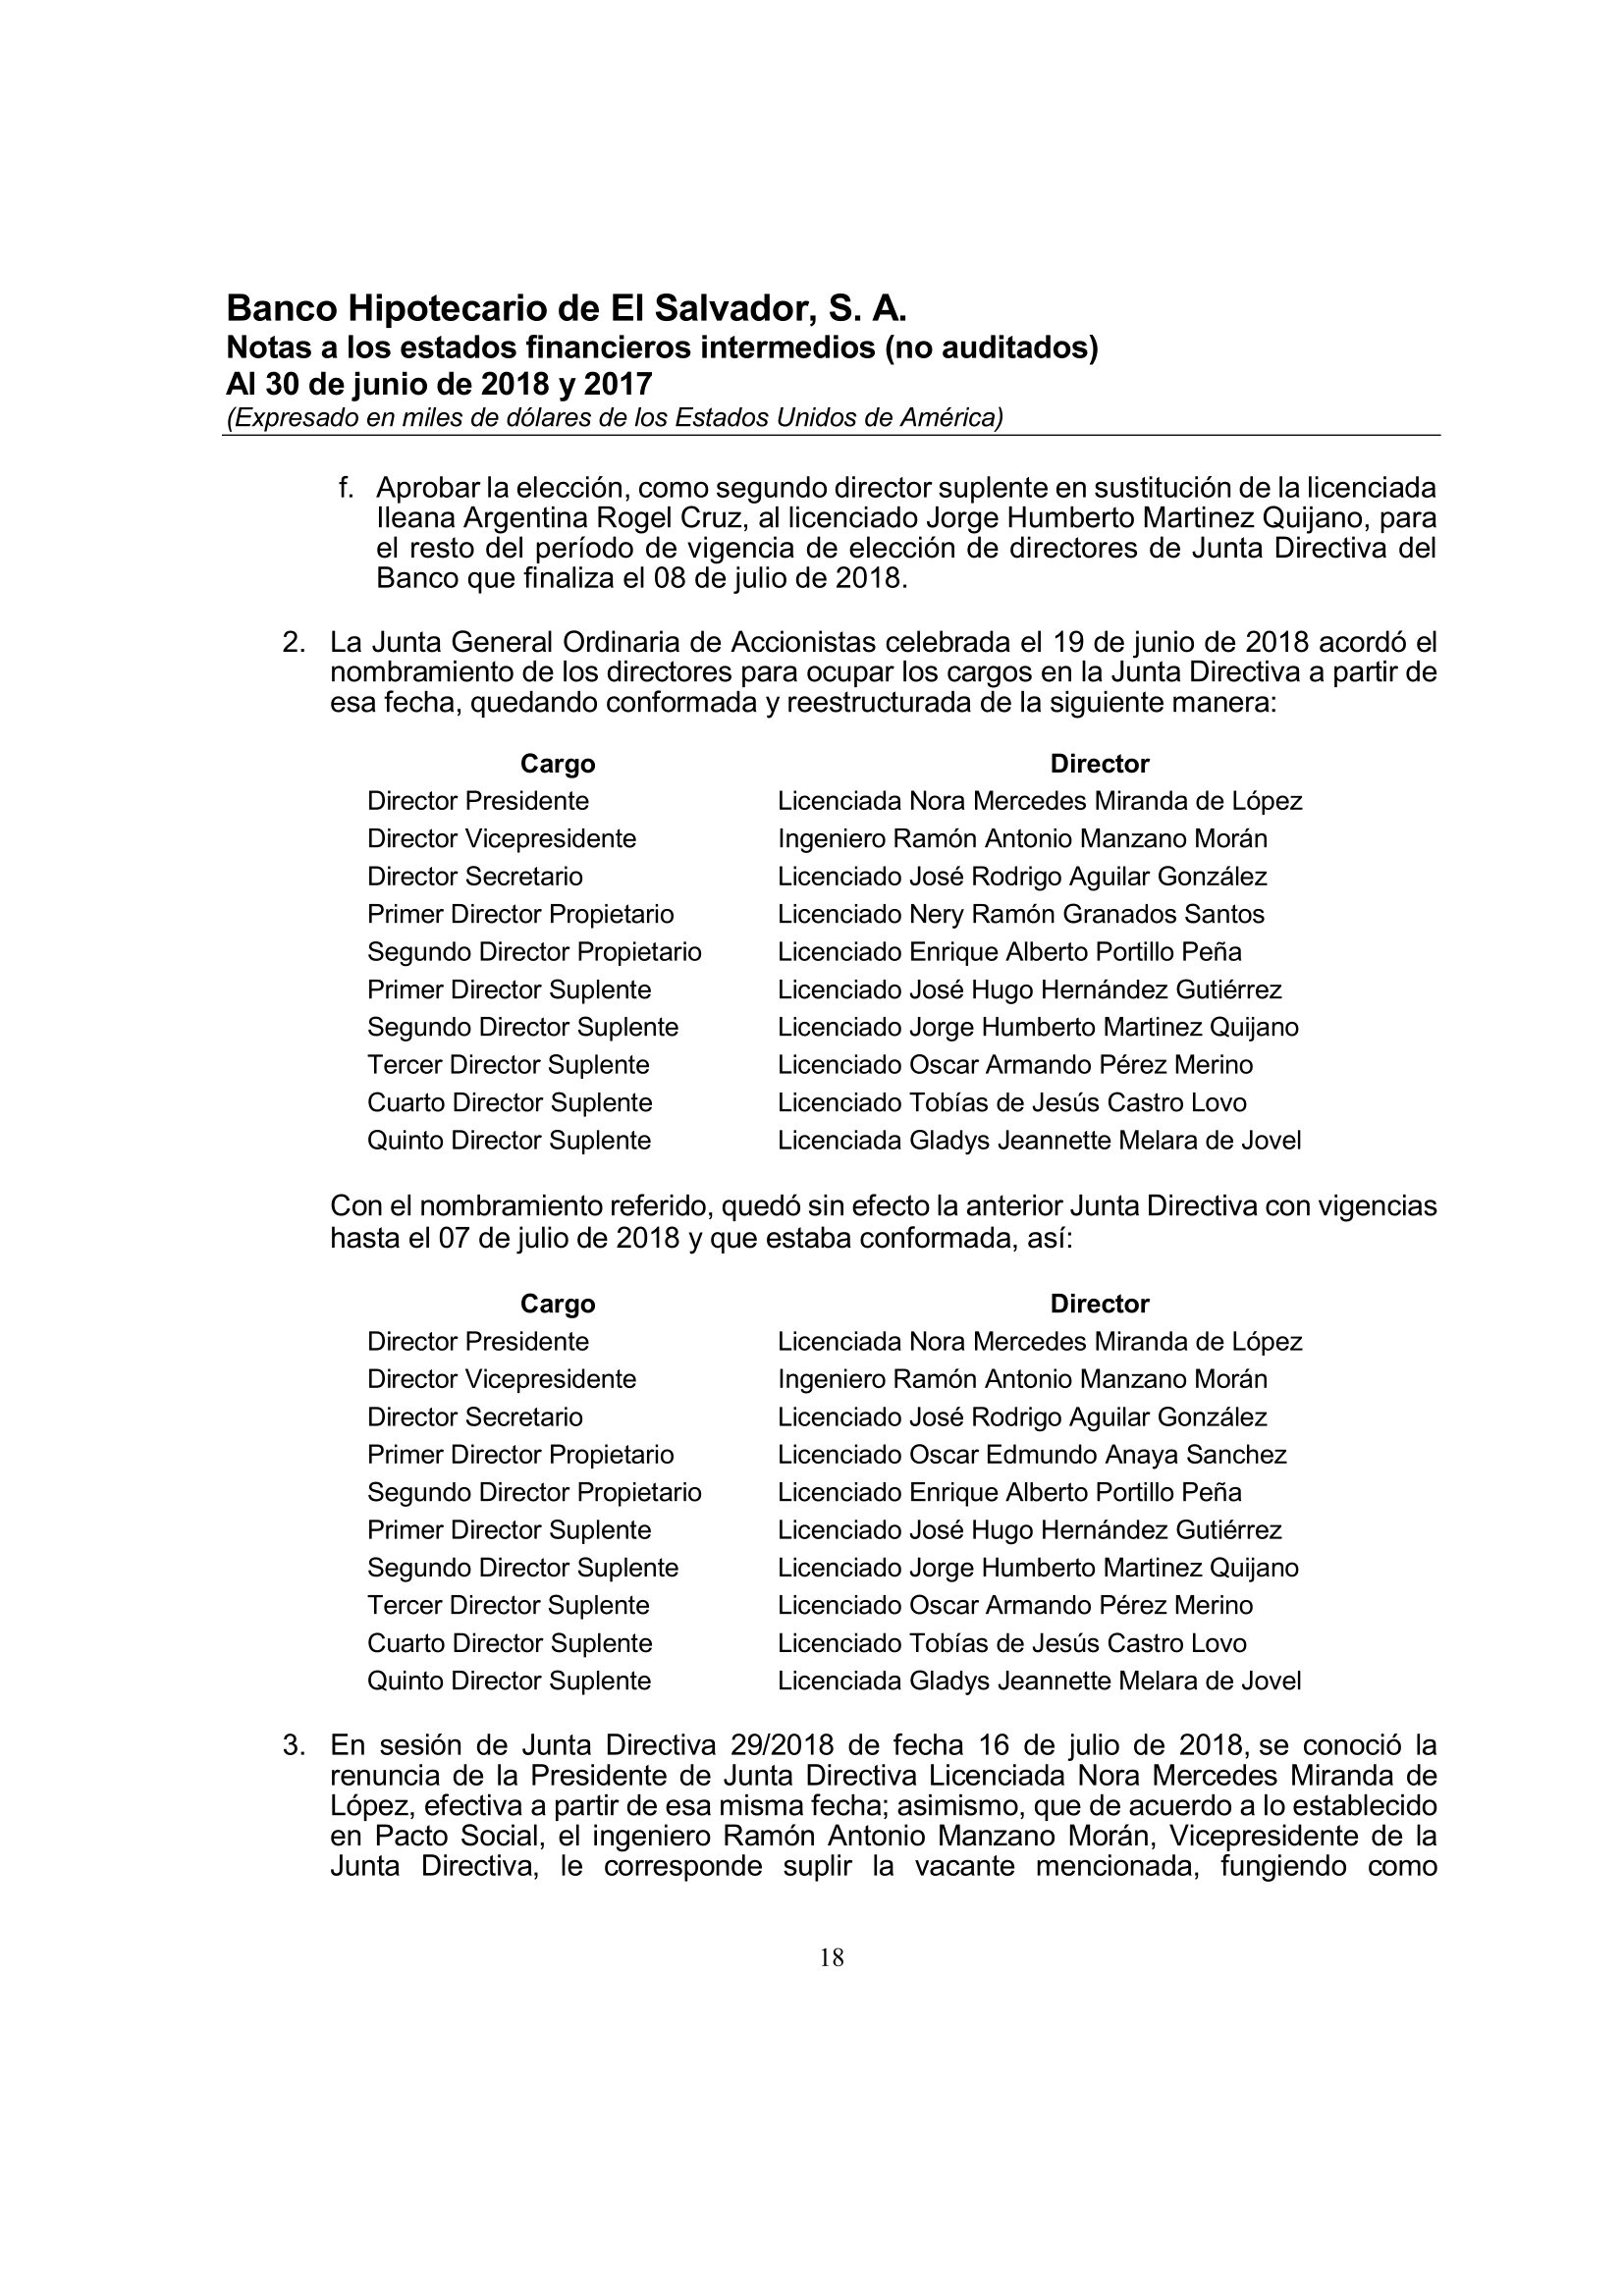 Banco Hipotecario de El Salvador, S. A.
Notas a los estados financieros intermedios (no auditados)
Al 30 de junio de 2018 y 2017
(Expresado en miles de dólares de los Estados Unidos de América)
f. Aprobar la elección, como segundo director suplente en sustitución de la licenciada
Ileana Argentina Rogel Cruz, al licenciado Jorge Humberto Martinez Quijano, para
el resto del período de vigencia de elección de directores de Junta Directiva del
Banco que finaliza el 08 de julio de 2018.
2. La Junta General Ordinaria de Accionistas celebrada el 19 de junio de 2018 acordó el
nombramiento de los directores para ocupar los cargos en la Junta Directiva a partir de
esa fecha, quedando conformada y reestructurada de la siguiente manera:
Cargo Director
Director Presidente Licenciada Nora Mercedes Miranda de López
Director Vicepresidente Ingeniero Ramón Antonio Manzano Morán
Director Secretario Licenciado José Rodrigo Aguilar González
Primer Director Propietario Licenciado Nery Ramón Granados Santos
Segundo Director Propietario Licenciado Enrique Alberto Portillo Peña
Primer Director Suplente Licenciado José Hugo Hernández Gutiérrez
Segundo Director Suplente Licenciado Jorge Humberto Martinez Quijano
Tercer Director Suplente Licenciado Oscar Armando Pérez Merino
Cuarto Director Suplente Licenciado Tobías de Jesús Castro Lovo
Quinto Director Suplente Licenciada Gladys Jeannette Melara de Jovel
Con el nombramiento referido, quedó sin efecto la anterior Junta Directiva con vigencias
hasta el 07 de julio de 2018 y que estaba conformada, así:
Cargo Director
Director Presidente Licenciada Nora Mercedes Miranda de López
Director Vicepresidente Ingeniero Ramón Antonio Manzano Morán
Director Secretario Licenciado José Rodrigo Aguilar González
Primer Director Propietario Licenciado Oscar Edmundo Anaya Sanchez
Segundo Director Propietario Licenciado Enrique Alberto Portillo Peña
Primer Director Suplente Licenciado José Hugo Hernández Gutiérrez
Segundo Director Suplente Licenciado Jorge Humberto Martinez Quijano
Tercer Director Suplente Licenciado Oscar Armando Pérez Merino
Cuarto Director Suplente Licenciado Tobías de Jesús Castro Lovo
Quinto Director Suplente Licenciada Gladys Jeannette Melara de Jovel
3. En sesión de Junta Directiva 29/2018 de fecha 16 de julio de 2018, se conoció la
renuncia de la Presidente de Junta Directiva Licenciada Nora Mercedes Miranda de
López, efectiva a partir de esa misma fecha; asimismo, que de acuerdo a lo establecido
en Pacto Social, el ingeniero Ramón Antonio Manzano Morán, Vicepresidente de la
Junta Directiva, le corresponde suplir la vacante mencionada, fungiendo como
18